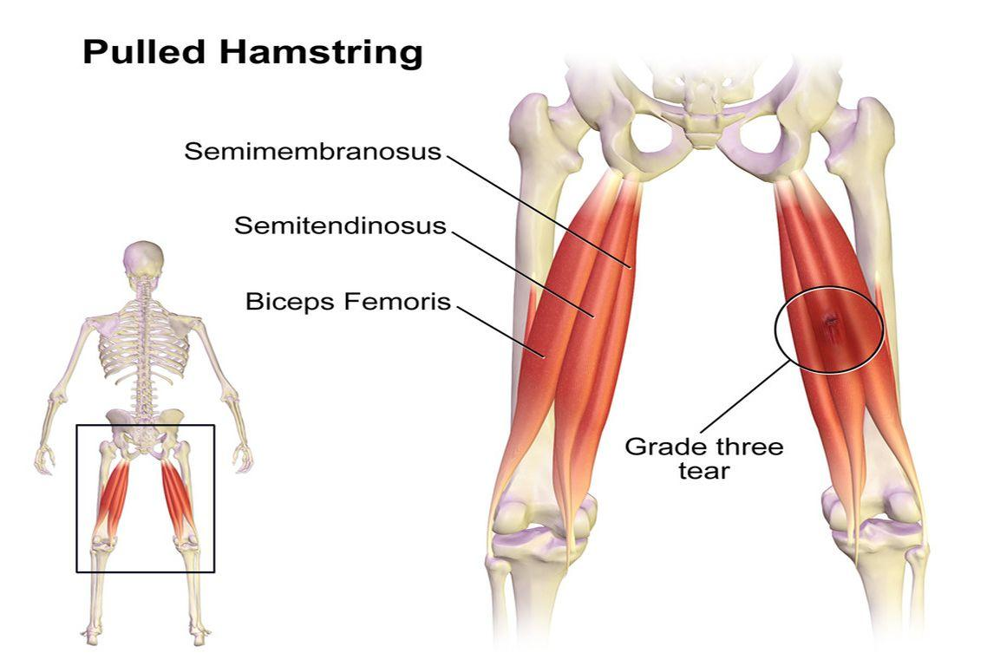 Pulled Hamstring
Semimembranosus
Semitendinosus
Biceps Femoris
Grade three
tear